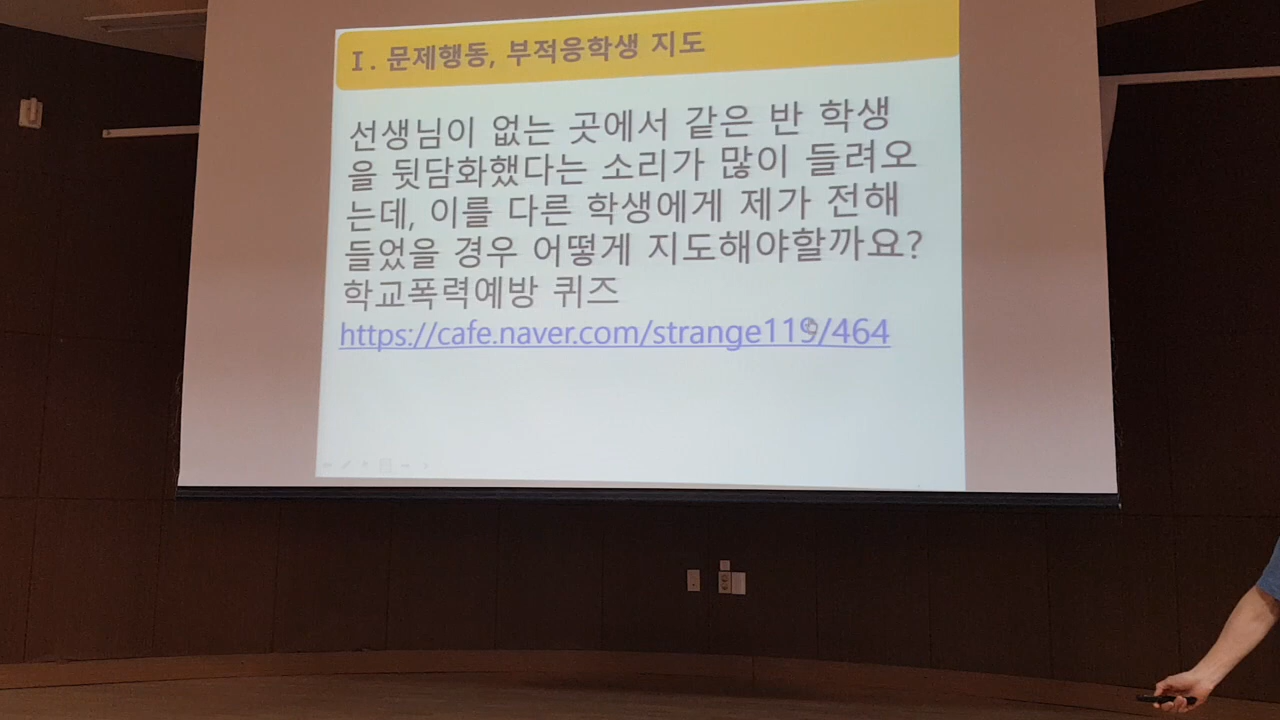 Ⅰ. 문제행동, 부적응학생 지도
선생님이 없는 곳에서 같은 반 학생
을 뒷담화했다는 소리가 많이 들려오
는데, 이를 다른 학생에게 제가 전해
들었을 경우 어떻게 지도해야할까요?
학교폭력예방 퀴즈
https://cafe.naver.com/strange119/464